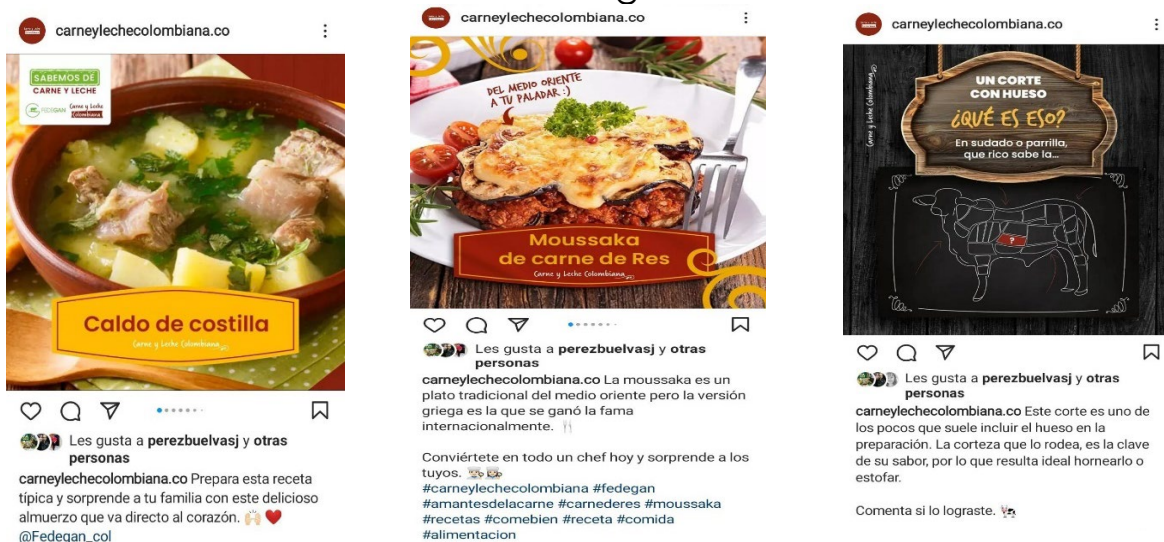 carneylechecolombiana.co
SABEMOS DE
CARNE Y LECHE
FEDEGAN
Carne y Leche
Colombiana
Caldo de costilla
Carne y Leche Colombiana
Les gusta a perezbuelvasj y otras
personas
carneylechecolombiana.co Prepara esta receta
típica y sorprende a tu familia con este delicioso
almuerzo que va directo al corazón. 🙌🏻 ❤️
@Fedegan_col
carneylechecolombiana.co
DEL MEDIO ORIENTE
A TU PALADAR :)
Moussaka
de carne de Res
Carne y Leche Colombiana
Les gusta a perezbuelvasj y otras
personas
carneylechecolombiana.co La moussaka es un
plato tradicional del medio oriente pero la versión
griega es la que se ganó la fama
internacionalmente. 🍴
Conviértete en todo un chef hoy y sorprende a los
tuyos. 👨🏻‍🍳👩🏻‍🍳
#carneylechecolombiana #fedegan
#amantesdelacarne #carnederes #moussaka
#recetas #comebien #receta #comida
#alimentacion
carneylechecolombiana.co
Carne y Leche Colombiana
UN CORTE
CON HUESO
¿QUÉ ES ESO?
En sudado o parrilla,
que rico sabe la...
?
Les gusta a perezbuelvasj y otras
personas
carneylechecolombiana.co Este corte es uno de
los pocos que suele incluir el hueso en la
preparación. La corteza que lo rodea, es la clave
de su sabor, por lo que resulta ideal hornearlo o
estofar.
Comenta si lo lograste. 🐄